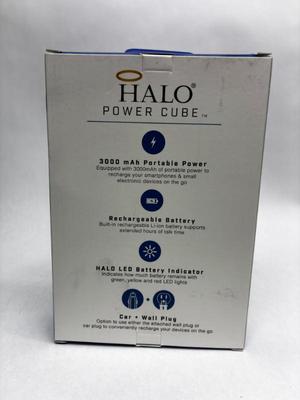 HALO®
POWER CUBE™
3000 mAh Portable Power
Equipped with 3000mAh of portable power to
recharge your smartphones & small
electronic devices on the go
Rechargeable Battery
Built-in rechargeable Li-ion battery supports
extended hours of talk time
HALO LED Battery Indicator
Indicates how much battery remains with
green, yellow and red LED lights
Car + Wall Plug
Option to use either the attached wall plug or
car plug to conveniently recharge your devices on the go